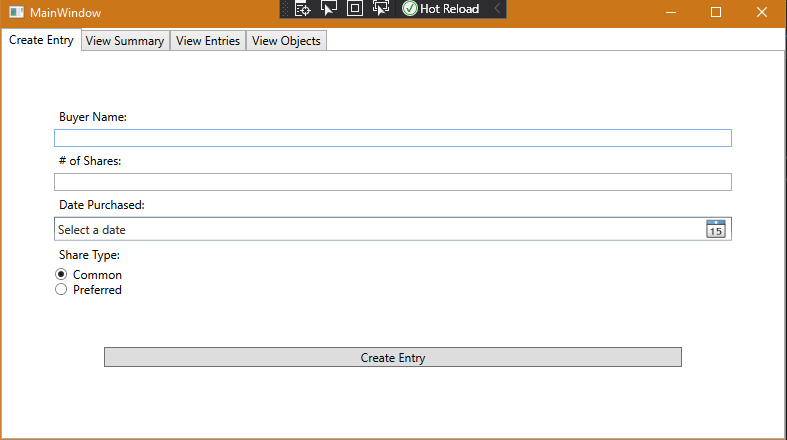 MainWindow
Hot Reload
Create Entry View Summary View Entries View Objects
Buyer Name:
# of Shares:
Date Purchased:
Select a date
15
Share Type:
Common
Preferred
Create Entry